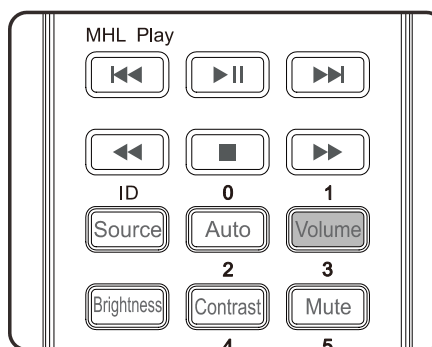 MHL Play
ID 0 1
Source Auto Volume
2 3
Brightness Contrast Mute
4 5